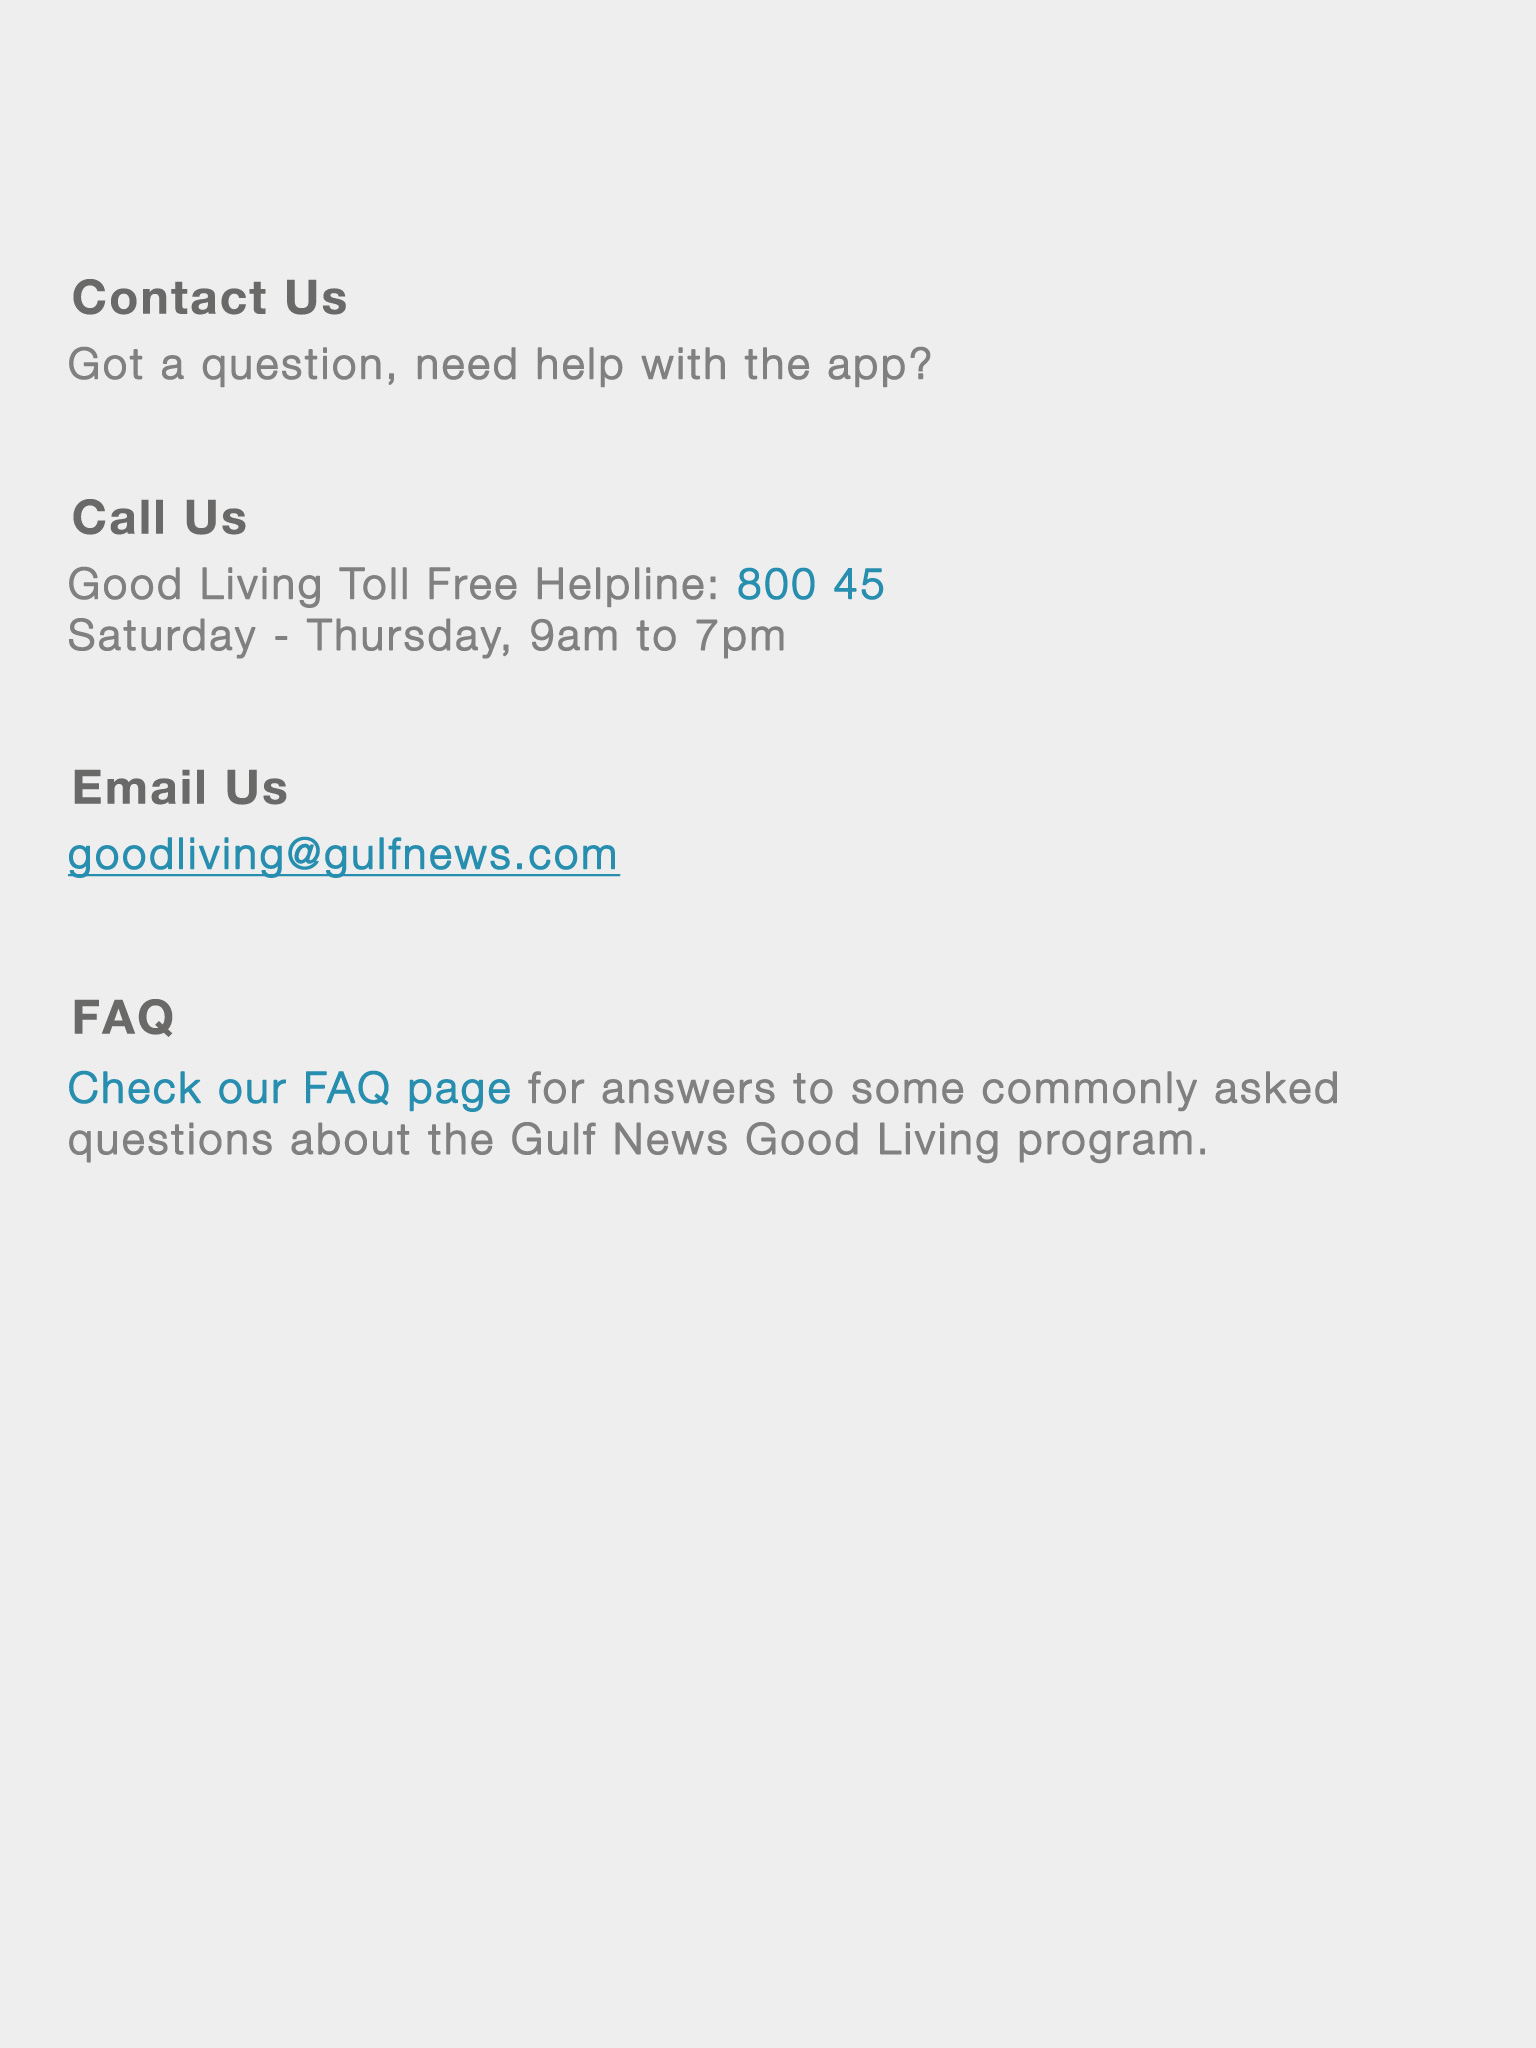 Contact Us
Got a question, need help with the app?
Call Us
Good Living Toll Free Helpline: 800 45
Saturday - Thursday, 9am to 7pm
Email Us
goodliving@gulfnews.com
FAQ
Check our FAQ page for answers to some commonly asked
questions about the Gulf News Good Living program.